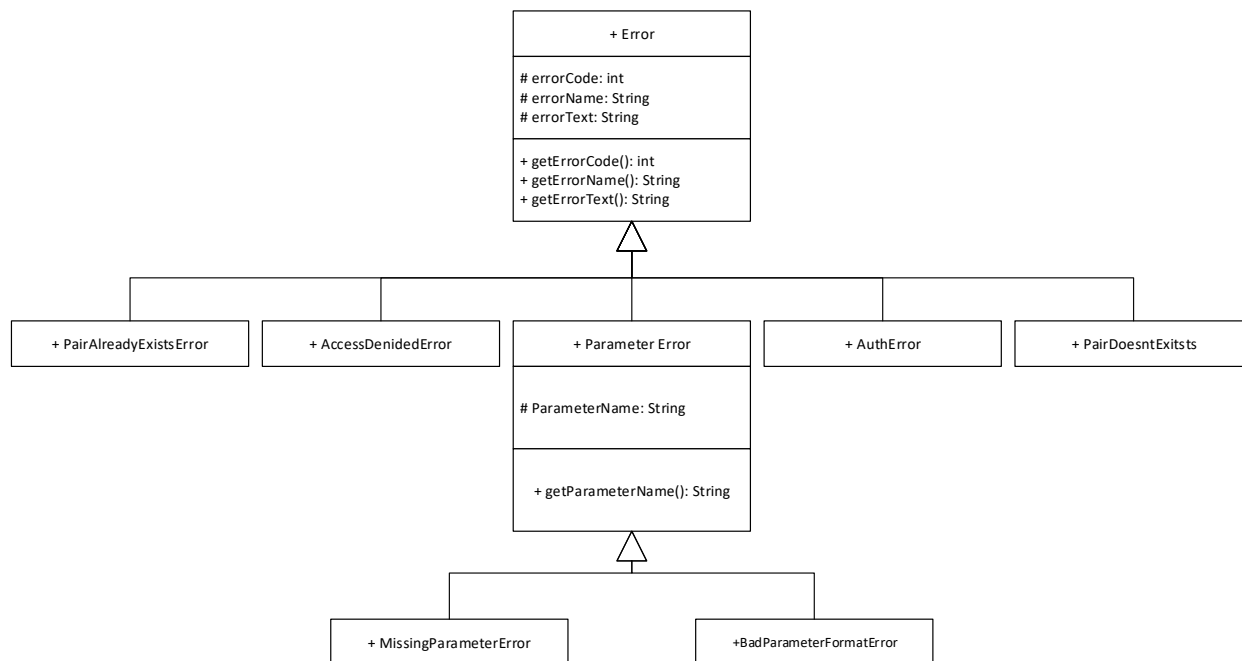 + Error
# errorCode: int
# errorName: String
# errorText: String
+ getErrorCode(): int
+ getErrorName(): String
+ getErrorText(): String
+ PairAlreadyExistsError
+ AccessDenidedError
+ Parameter Error
+ AuthError
+ PairDoesntExitsts
# ParameterName: String
+ getParameterName(): String
+ MissingParameterError
+BadParameterFormatError